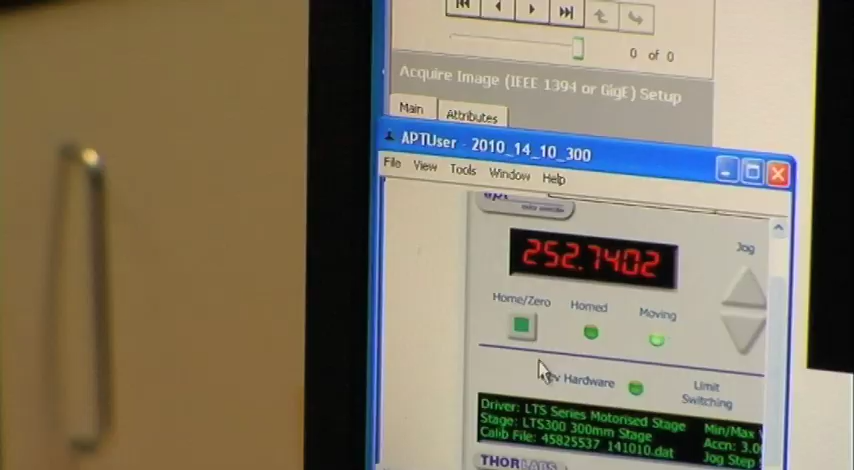 0 of 0
Acquire Image (IEEE 1394 or GigE) Setup
Main Attributes
APTUser - 2010_14_10_300
File View Tools Window Help
apt
Jog
252.7402
Home/Zero Homed Moving
Hardware
Limit
Switching
Driver: LTS Series Motorised Stage
Stage: LTS300 300mm Stage
Calib File: 45825537_141010.dat
Min/Max
Accn: 3.0
Jog Step
THORLABS